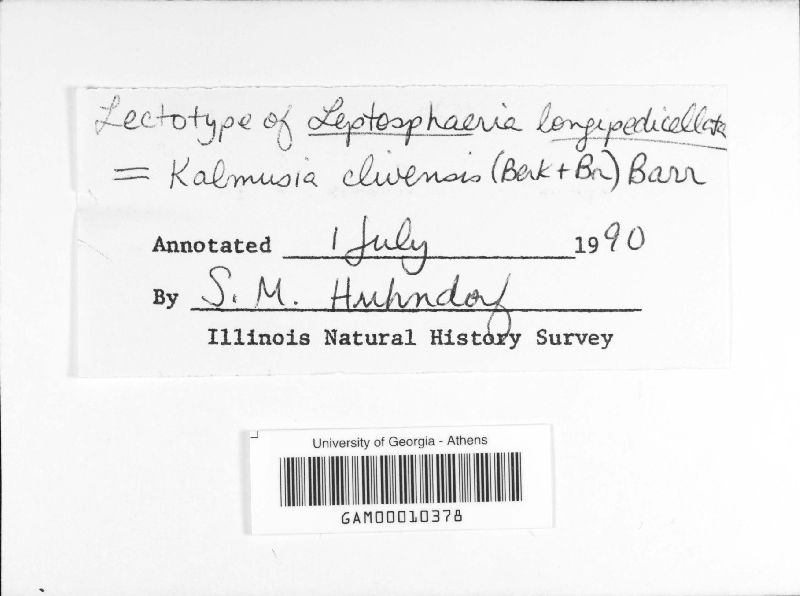 Lectotype of Leptosphaeria longipedicellata
= Kalmusia clivensis (Berk + Br) Barr
Annotated 1 July 1990
By S. M. Huhndorf
Illinois Natural History Survey
University of Georgia - Athens
GAM00010378